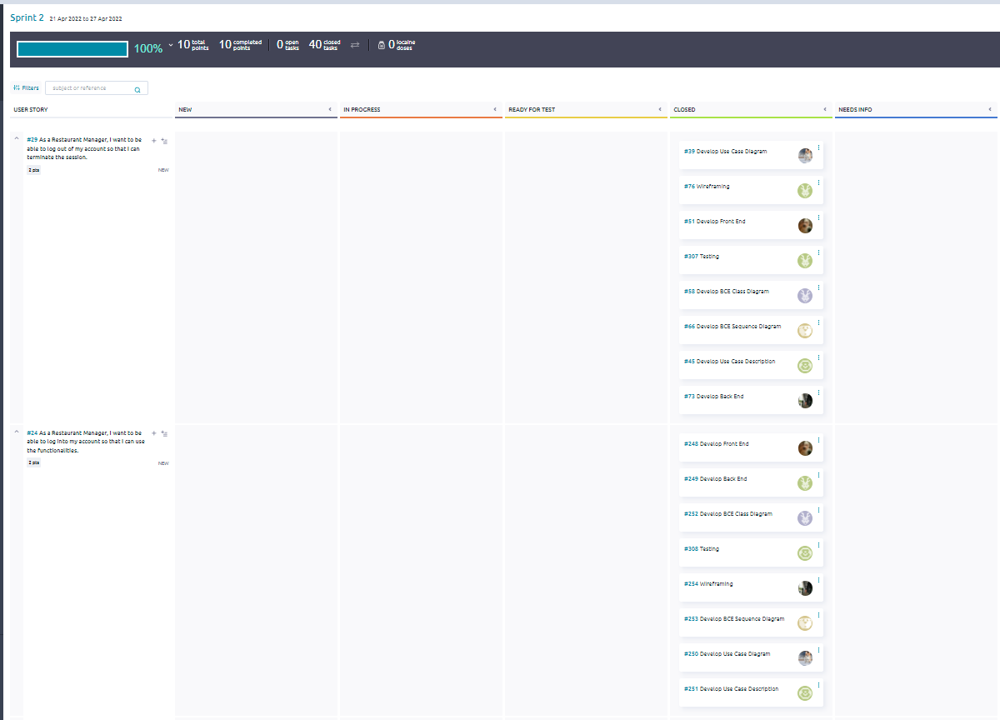 Sprint 2 21 Apr 2022 to 27 Apr 2022
100% 10 total points 10 completed points 0 open tasks 40 closed tasks 0 iocaine doses
Filters subject or reference
USER STORY NEW IN PROGRESS READY FOR TEST CLOSED NEEDS INFO
#29 As a Restaurant Manager, I want to be
able to log out of my account so that I can
terminate the session.
2 pts NEW
#39 Develop Use Case Diagram
#76 Wireframing
#51 Develop Front End
#307 Testing
#58 Develop BCE Class Diagram
#66 Develop BCE Sequence Diagram
#45 Develop Use Case Description
#73 Develop Back End
#24 As a Restaurant Manager, I want to be
able to log into my account so that I can use
the functionalities.
2 pts NEW
#248 Develop Front End
#249 Develop Back End
#252 Develop BCE Class Diagram
#308 Testing
#254 Wireframing
#253 Develop BCE Sequence Diagram
#250 Develop Use Case Diagram
#251 Develop Use Case Description